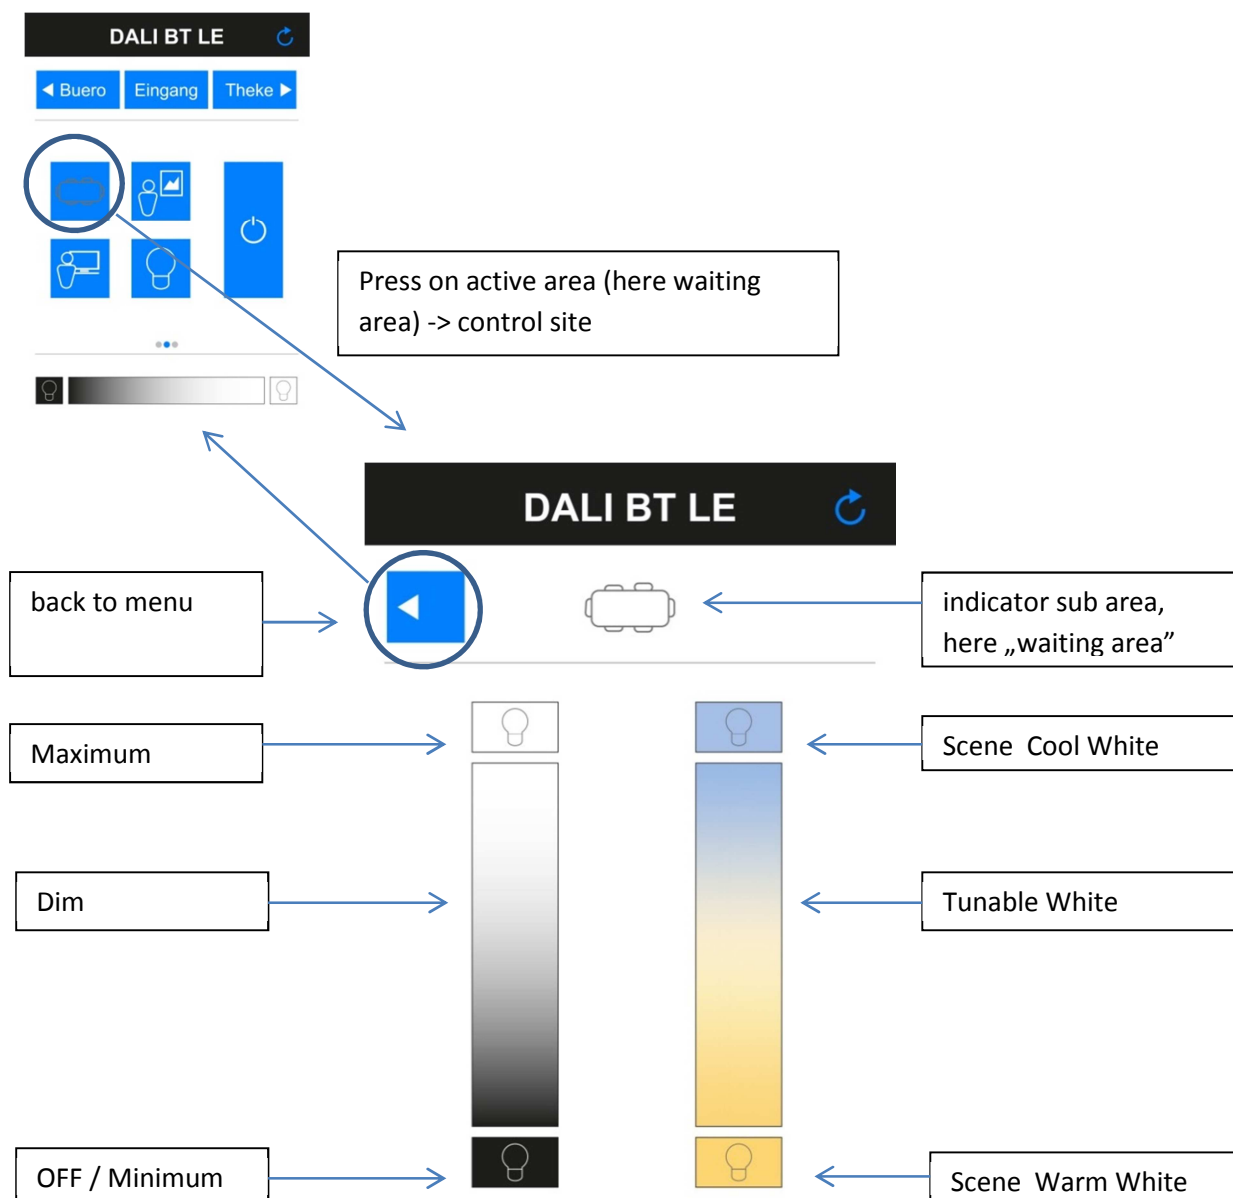 DALI BT LE
Buero
Eingang
Theke
Press on active area (here waiting
area) -> control site
DALI BT LE
back to menu
indicator sub area,
here „waiting area”
Maximum
Scene Cool White
Dim
Tunable White
OFF / Minimum
Scene Warm White